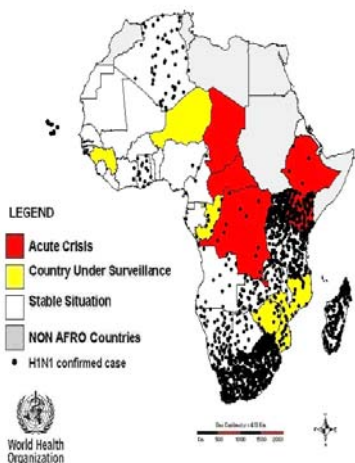 LEGEND
Acute Crisis
Country Under Surveillance
Stable Situation
NON AFRO Countries
H1N1 confirmed case
World Health
Organization
0 500 1000 1500 2000